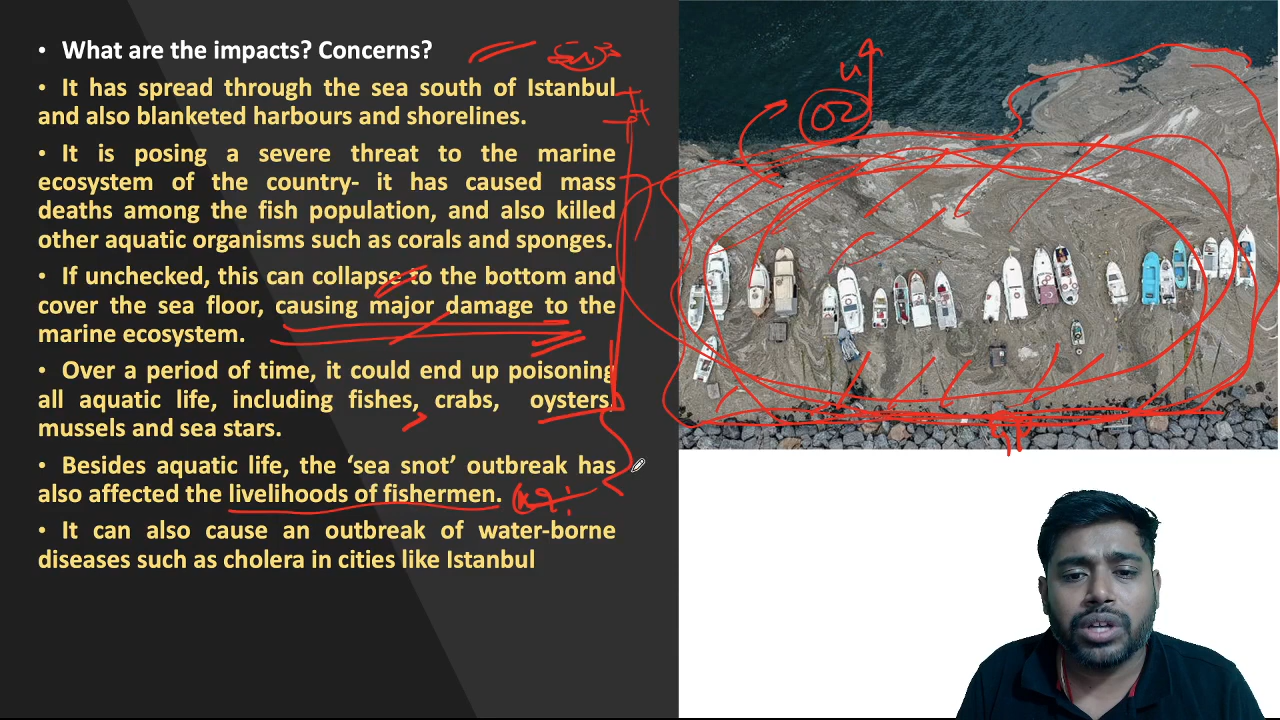 • What are the impacts? Concerns?
• It has spread through the sea south of Istanbul
and also blanketed harbours and shorelines.
• It is posing a severe threat to the marine
ecosystem of the country- it has caused mass
deaths among the fish population, and also killed
other aquatic organisms such as corals and sponges.
• If unchecked, this can collapse to the bottom and
cover the sea floor, causing major damage to the
marine ecosystem.
• Over a period of time, it could end up poisoning
all aquatic life, including fishes, crabs, oysters,
mussels and sea stars.
• Besides aquatic life, the ‘sea snot’ outbreak has
also affected the livelihoods of fishermen.
• It can also cause an outbreak of water-borne
diseases such as cholera in cities like Istanbul
O2